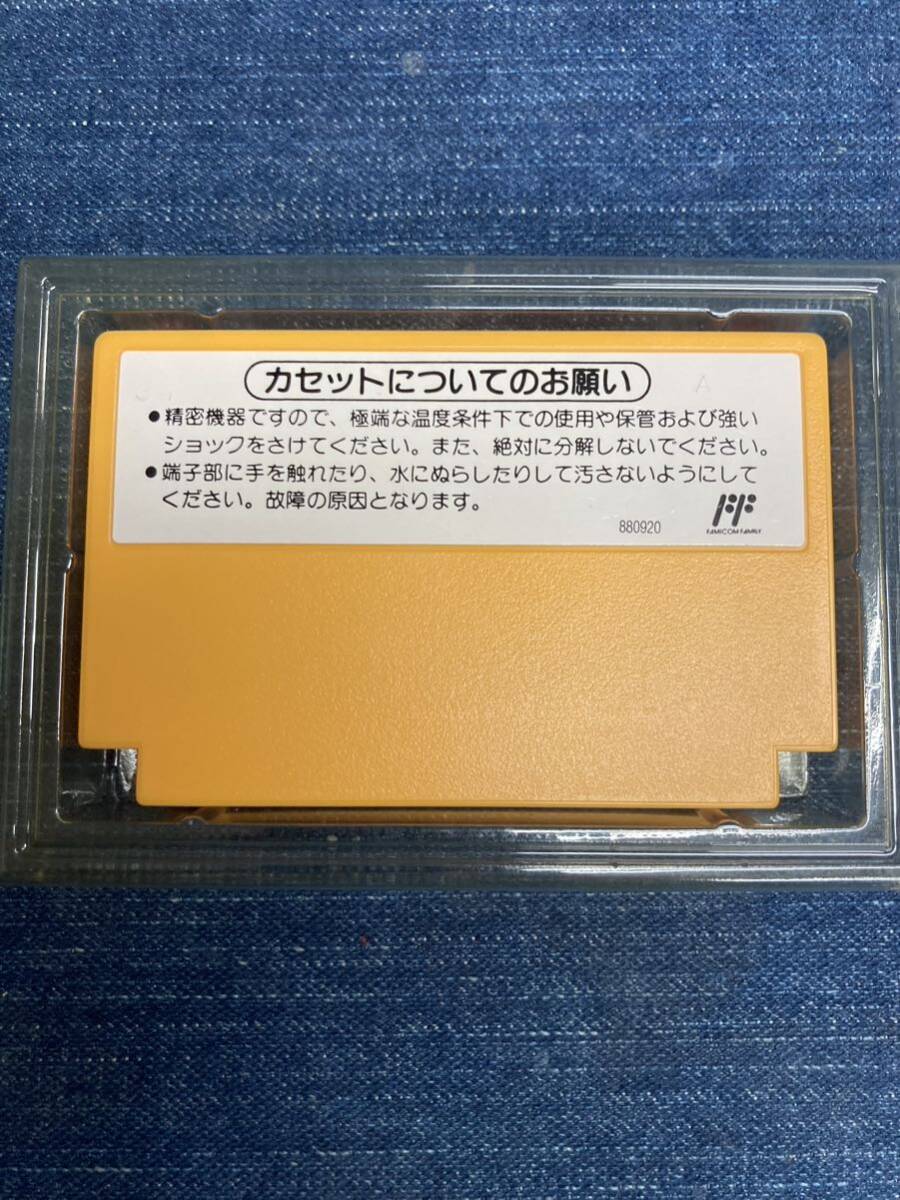 カセットについてのお願い
●精密機器ですので、極端な温度条件下での使用や保管および強い
ショックをさけてください。また、絶対に分解しないでください。
●端子部に手を触れたり、水にぬらしたりして汚さないようにして
ください。故障の原因となります。
880920
FAMICOM FAMILY
A